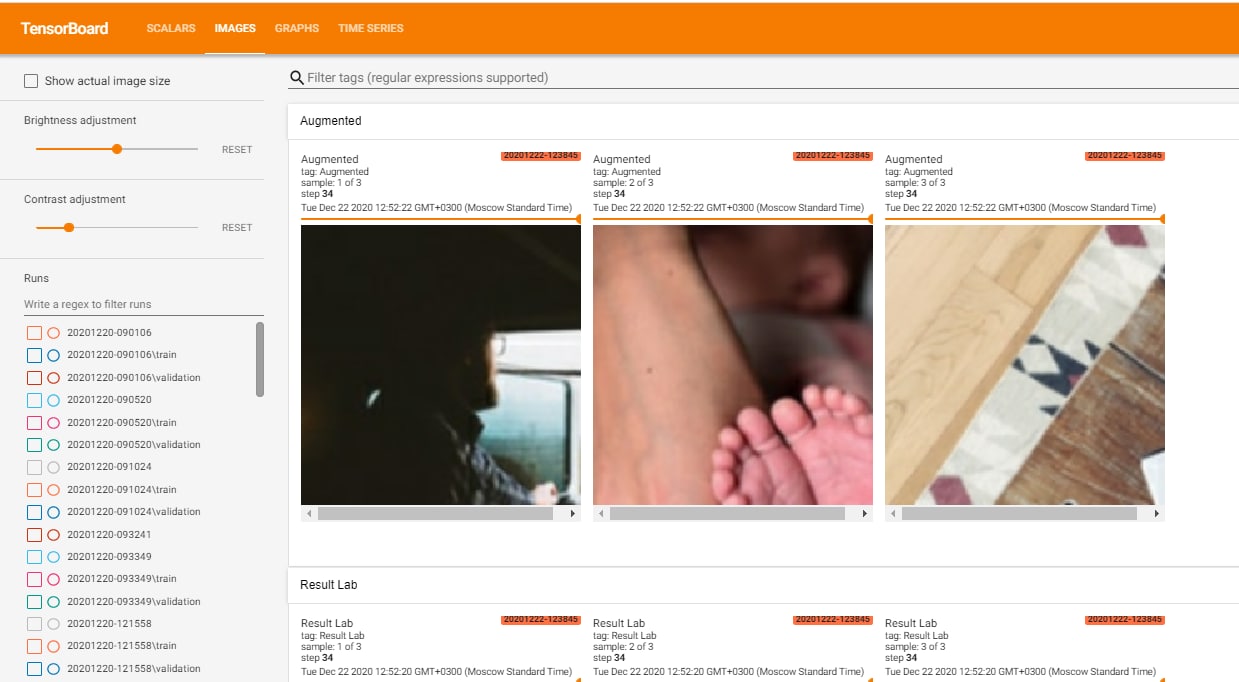 TensorBoard SCALARS IMAGES GRAPHS TIME SERIES
Show actual image size
Brightness adjustment
RESET
Contrast adjustment
RESET
Runs
Write a regex to filter runs
20201220-090106
20201220-090106\train
20201220-090106\validation
20201220-090520
20201220-090520\train
20201220-090520\validation
20201220-091024
20201220-091024\train
20201220-091024\validation
20201220-093241
20201220-093349
20201220-093349\train
20201220-093349\validation
20201220-121558
20201220-121558\train
20201220-121558\validation
Filter tags (regular expressions supported)
Augmented
Augmented 20201222-123845
tag: Augmented
sample: 1 of 3
step 34
Tue Dec 22 2020 12:52:22 GMT+0300 (Moscow Standard Time)
Augmented 20201222-123845
tag: Augmented
sample: 2 of 3
step 34
Tue Dec 22 2020 12:52:22 GMT+0300 (Moscow Standard Time)
Augmented 20201222-123845
tag: Augmented
sample: 3 of 3
step 34
Tue Dec 22 2020 12:52:22 GMT+0300 (Moscow Standard Time)
Result Lab
Result Lab 20201222-123845
tag: Result Lab
sample: 1 of 3
step 34
Tue Dec 22 2020 12:52:20 GMT+0300 (Moscow Standard Time)
Result Lab 20201222-123845
tag: Result Lab
sample: 2 of 3
step 34
Tue Dec 22 2020 12:52:20 GMT+0300 (Moscow Standard Time)
Result Lab 20201222-123845
tag: Result Lab
sample: 3 of 3
step 34
Tue Dec 22 2020 12:52:20 GMT+0300 (Moscow Standard Time)